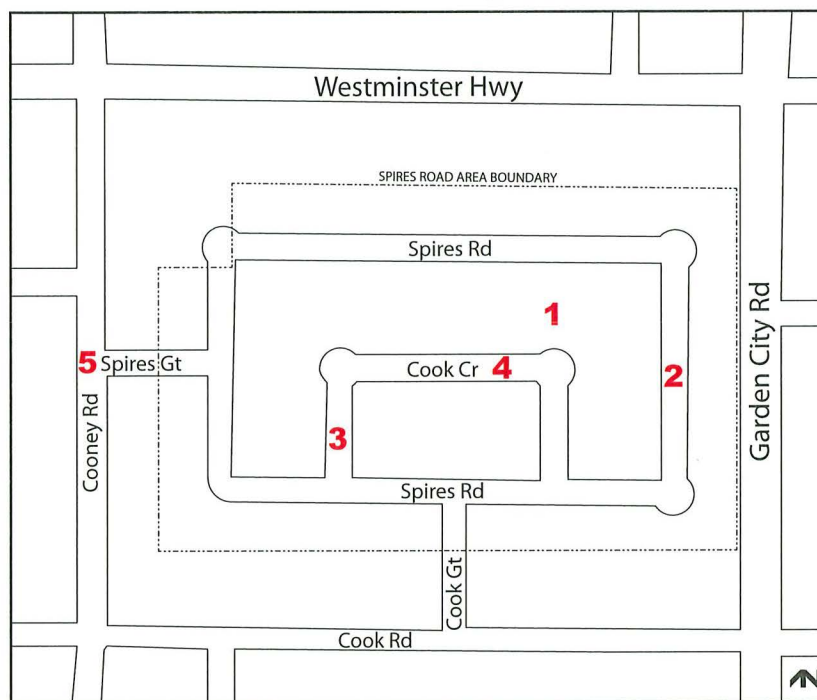 Westminster Hwy
SPIRES ROAD AREA BOUNDARY
Spires Rd
1
Garden City Rd
5 Spires Gt
Cook Cr 4
2
3
Cooney Rd
Spires Rd
Cook Gt
Cook Rd